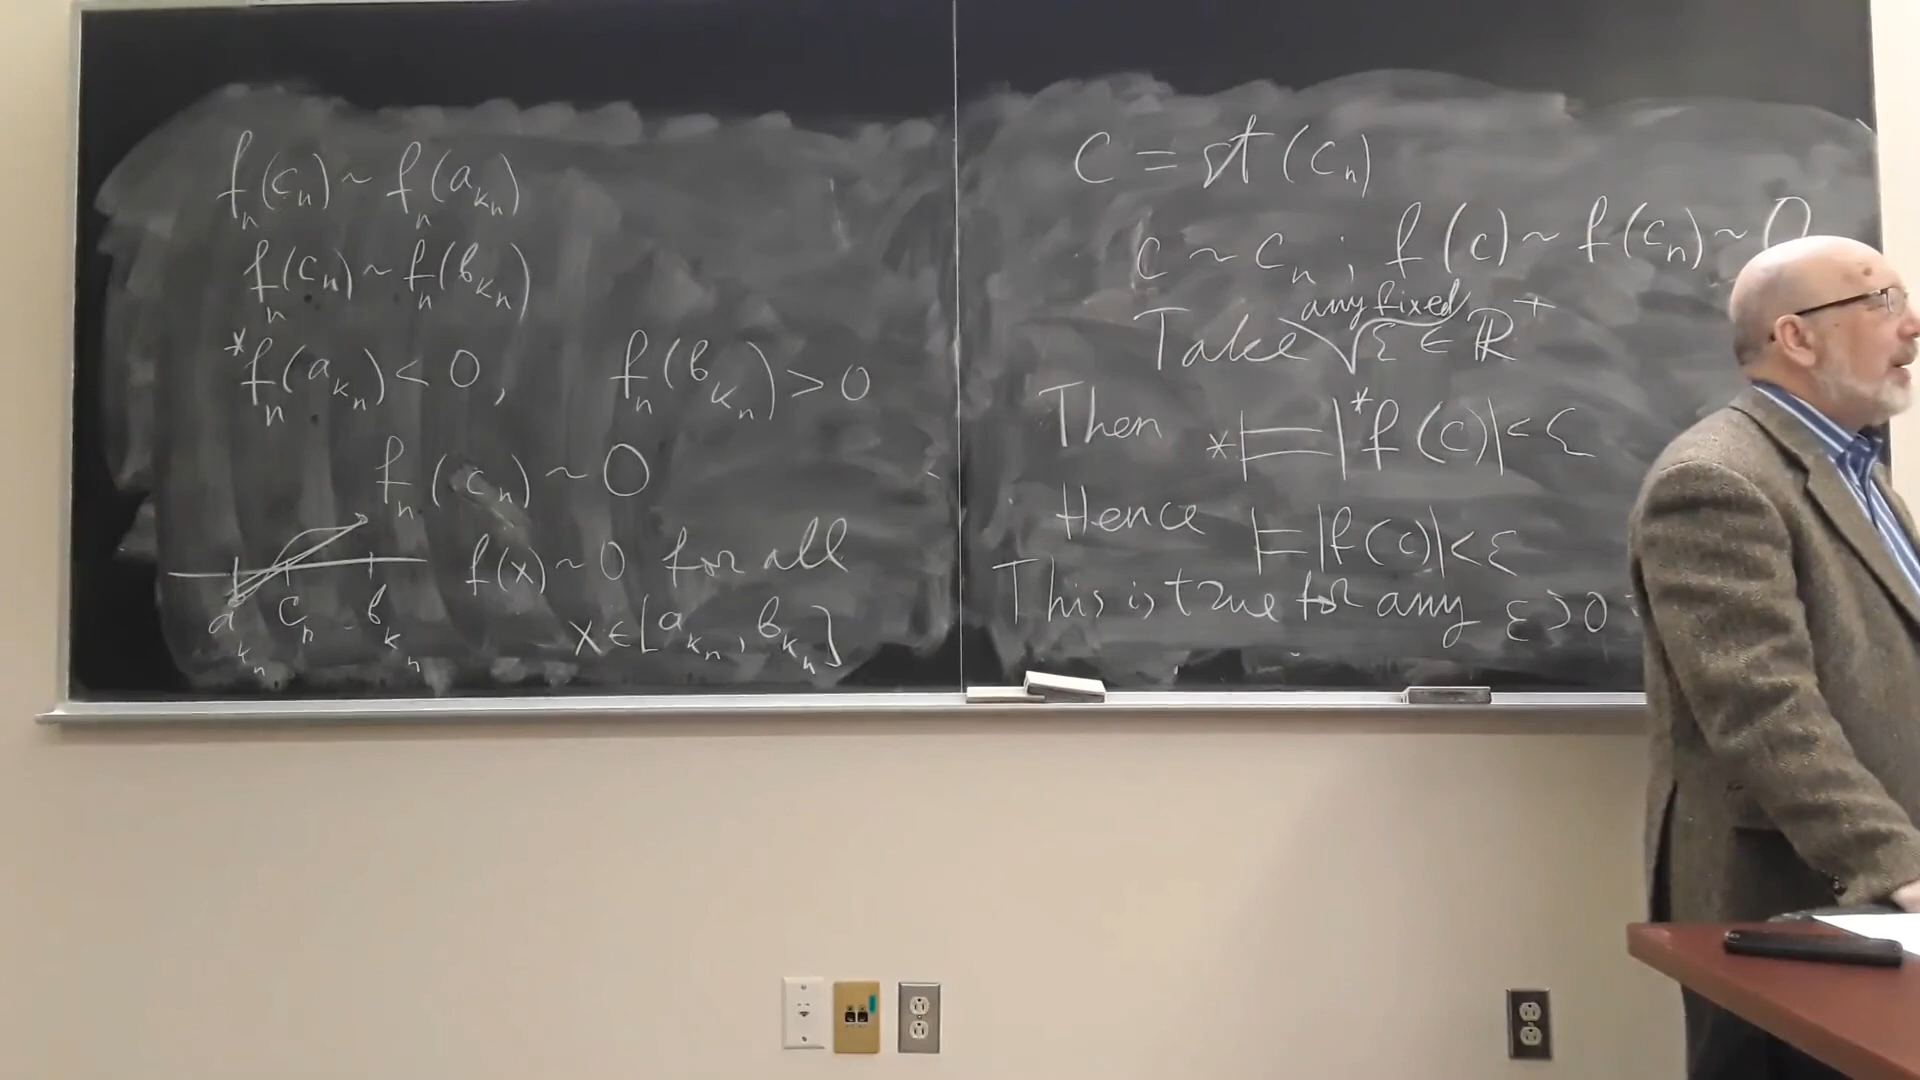 f_n(c_n) ~ f_n(a_{k_n})
f_n(c_n) ~ f_n(b_{k_n})
*f_n(a_{k_n}) < 0, f_n(b_{k_n}) > 0
f_n(c_n) ~ 0
f(x) ~ 0 for all
x ∈ [a_{k_n}, b_{k_n}]
a_{k_n} c_n b_{k_n}
c = st(c_n)
c ~ c_n ; f(c) ~ f(c_n) ~ 0
any fixed
Take ε ∈ ℝ⁺
Then * ⊨ |*f(c)| < ε
Hence ⊨ |f(c)| < ε
This is true for any ε > 0